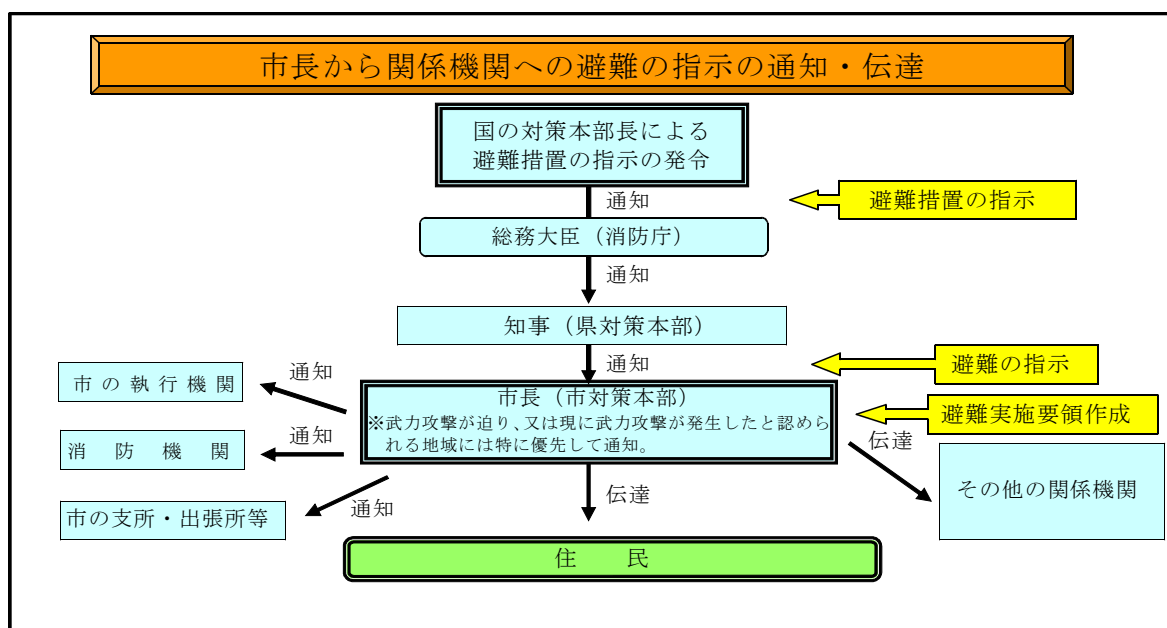 市長から関係機関への避難の指示の通知・伝達
国の対策本部長による
避難措置の指示の発令
通知
避難措置の指示
総務大臣（消防庁）
通知
知事（県対策本部）
通知
避難の指示
市の執行機関
通知
市長（市対策本部）
※武力攻撃が迫り、又は現に武力攻撃が発生したと認めら
れる地域には特に優先して通知。
避難実施要領作成
消防機関
通知
伝達
その他の関係機関
市の支所・出張所等
通知
伝達
住民